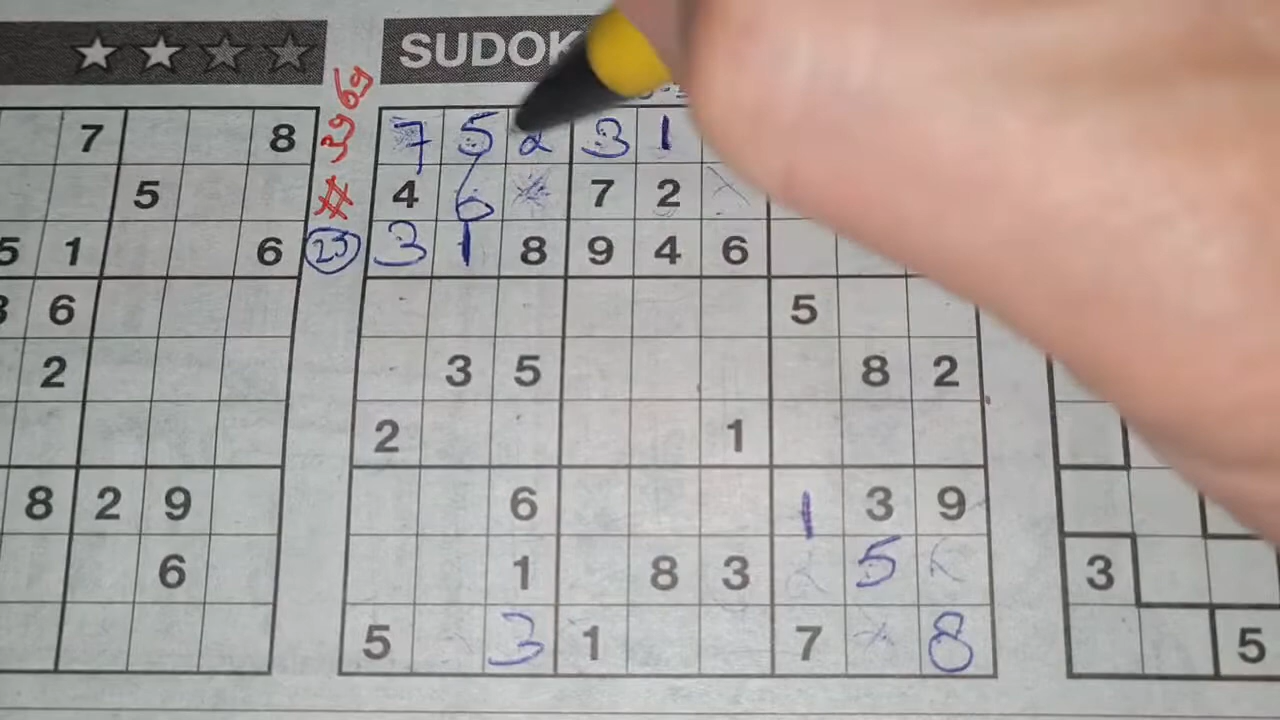 SUDOK
# 3969
23
7 8
5
5 1 6
6
2
8 2 9
6
7 5 2 3 1
4 6 7 2
3 1 8 9 4 6
5
3 5 8 2
2 1
6 1 3 9
1 8 3 5
5 3 1 7 8
3
5